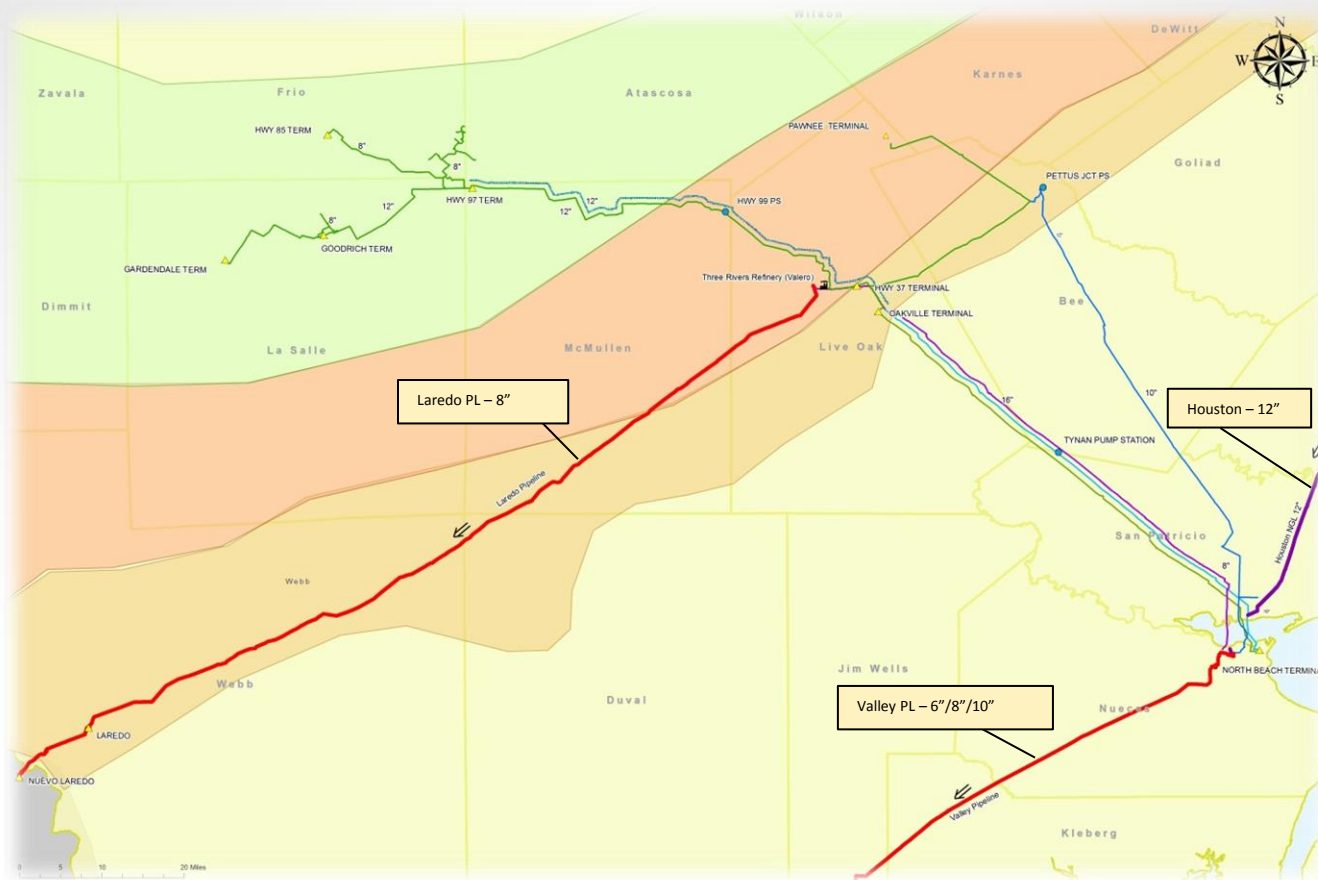 Wilson
DeWitt
N
W
E
S
Karnes
Zavala
Frio
Atascosa
HWY 85 TERM
PAWNEE TERMINAL
8"
8"
Goliad
PETTUS JCT PS
HWY 97 TERM
12"
12"
12"
HWY 99 PS
8"
GOODRICH TERM
GARDENDALE TERM
Three Rivers Refinery (Valero)
HWY 37 TERMINAL
Bee
Dimmit
OAKVILLE TERMINAL
La Salle
McMullen
Live Oak
Laredo PL – 8”
10"
Houston – 12”
16"
TYNAN PUMP STATION
Laredo Pipeline
San Patricio
Houston NGL 12"
8"
Webb
Webb
Jim Wells
NORTH BEACH TERMINA
Duval
Valley PL – 6”/8”/10”
Nueces
LAREDO
NUEVO LAREDO
Valley Pipeline
Kleberg
0 5 10 20 Miles